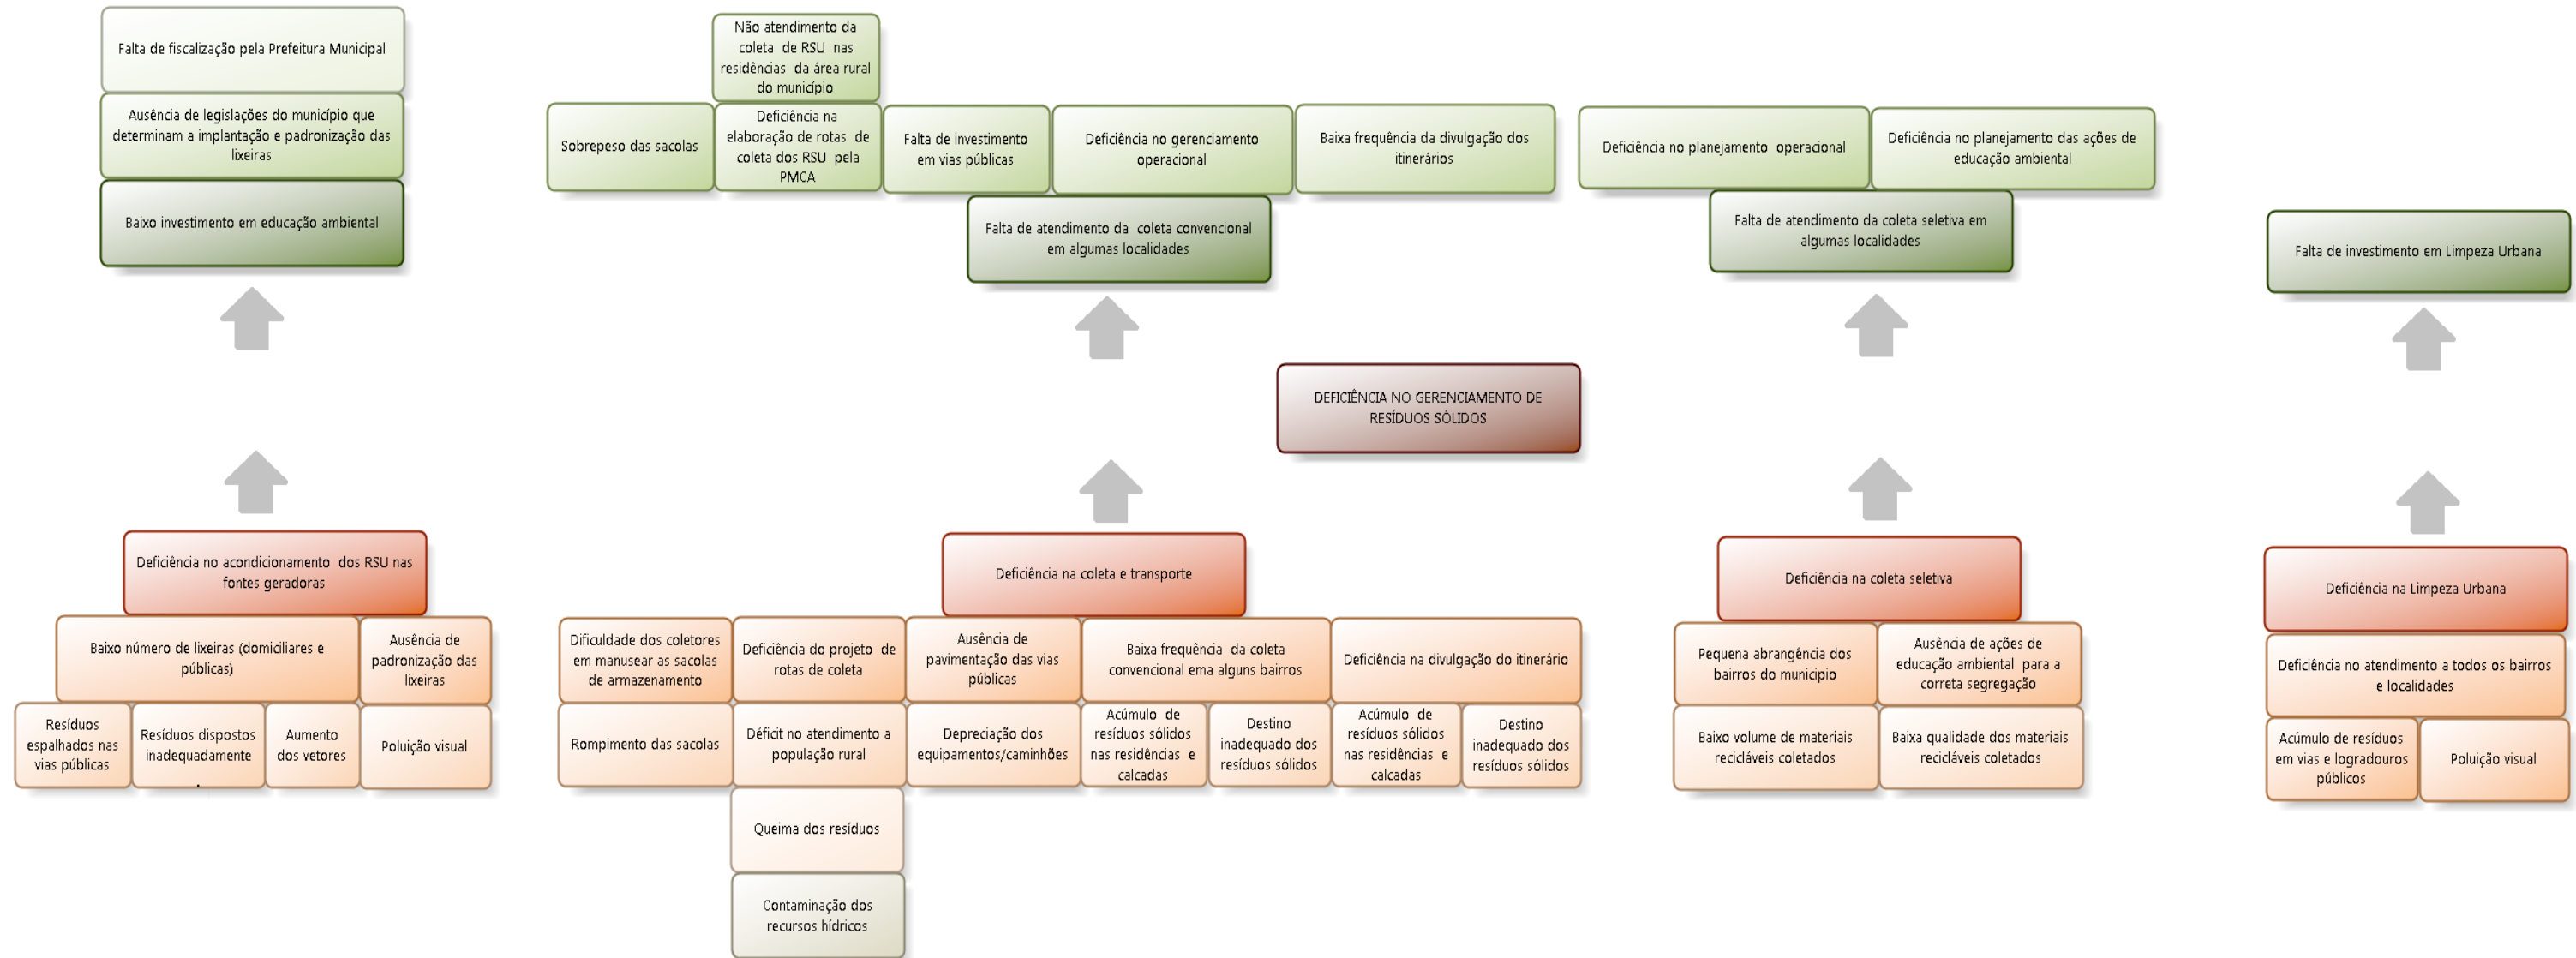 Falta de fiscalização pela Prefeitura Municipal
Ausência de legislações do município que
determinam a implantação e padronização das
lixeiras
Baixo investimento em educação ambiental
Não atendimento da
coleta de RSU nas
residências da área rural
do município
Sobrepeso das sacolas
Deficiência na
elaboração de rotas de
coleta dos RSU pela
PMCA
Falta de investimento
em vias públicas
Deficiência no gerenciamento
operacional
Baixa frequência da divulgação dos
itinerários
Falta de atendimento da coleta convencional
em algumas localidades
Deficiência no planejamento operacional
Deficiência no planejamento das ações de
educação ambiental
Falta de atendimento da coleta seletiva em
algumas localidades
Falta de investimento em Limpeza Urbana
DEFICIÊNCIA NO GERENCIAMENTO DE
RESÍDUOS SÓLIDOS
Deficiência no acondicionamento dos RSU nas
fontes geradoras
Baixo número de lixeiras (domiciliares e
públicas)
Ausência de
padronização das
lixeiras
Resíduos
espalhados nas
vias públicas
Resíduos dispostos
inadequadamente
.
Aumento
dos vetores
Poluição visual
Deficiência na coleta e transporte
Dificuldade dos coletores
em manusear as sacolas
de armazenamento
Deficiência do projeto de
rotas de coleta
Ausência de
pavimentação das vias
públicas
Baixa frequência da coleta
convencional ema alguns bairros
Deficiência na divulgação do itinerário
Rompimento das sacolas
Déficit no atendimento a
população rural
Depreciação dos
equipamentos/caminhões
Acúmulo de
resíduos sólidos
nas residências e
calcadas
Destino
inadequado dos
resíduos sólidos
Acúmulo de
resíduos sólidos
nas residências e
calcadas
Destino
inadequado dos
resíduos sólidos
Queima dos resíduos
Contaminação dos
recursos hídricos
Deficiência na coleta seletiva
Pequena abrangência dos
bairros do municipio
Ausência de ações de
educação ambiental para a
correta segregação
Baixo volume de materiais
recicláveis coletados
Baixa qualidade dos materiais
recicláveis coletados
Deficiência na Limpeza Urbana
Deficiência no atendimento a todos os bairros
e localidades
Acúmulo de resíduos
em vias e logradouros
públicos
Poluição visual